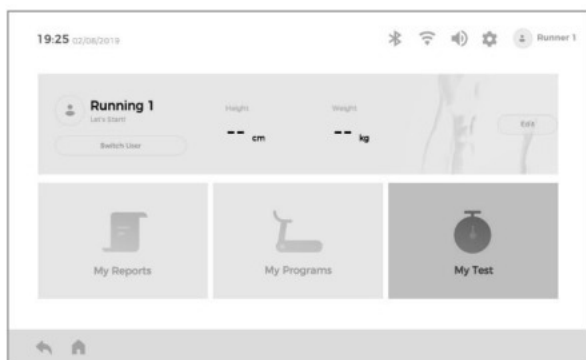 19:25 02/08/2019
Runner 1
Running 1
Let's Start!
Switch User
Height
-- cm
Weight
-- kg
Edit
My Reports
My Programs
My Test